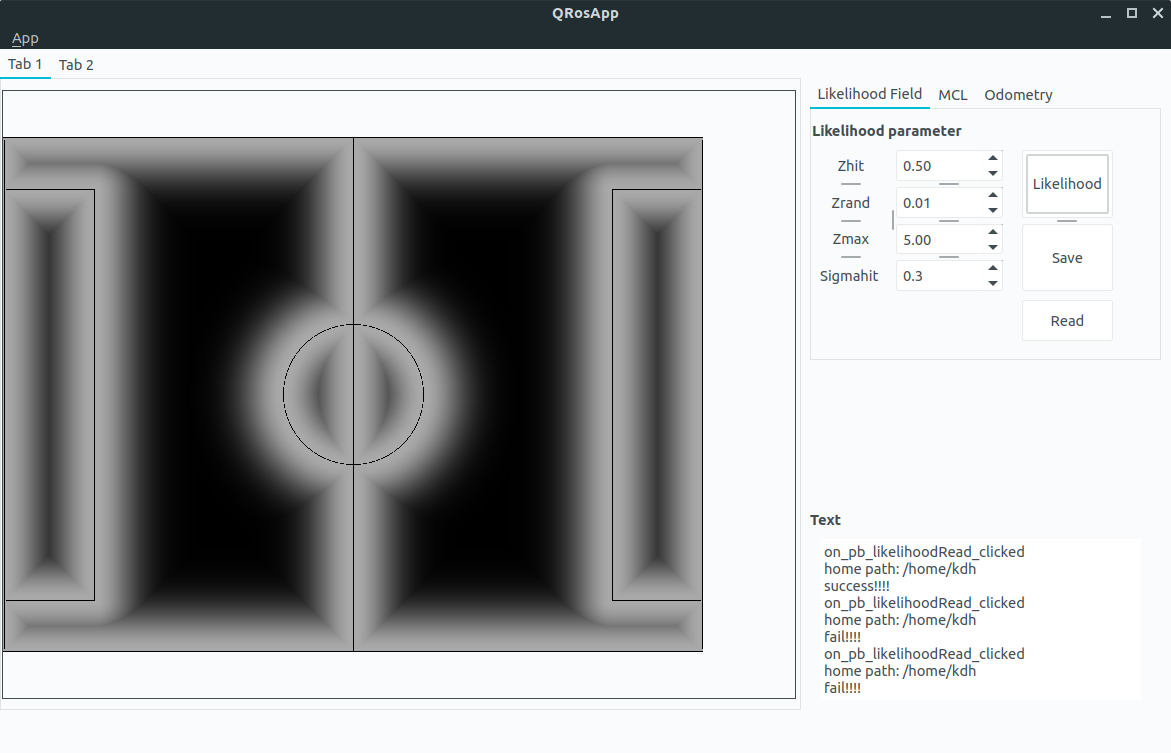 QRosApp
App
Tab 1 Tab 2
Likelihood Field MCL Odometry
Likelihood parameter
Zhit 0.50 Likelihood
Zrand 0.01
Zmax 5.00 Save
Sigmahit 0.3
Read
Text
on_pb_likelihoodRead_clicked
home path: /home/kdh
success!!!!
on_pb_likelihoodRead_clicked
home path: /home/kdh
fail!!!!
on_pb_likelihoodRead_clicked
home path: /home/kdh
fail!!!!